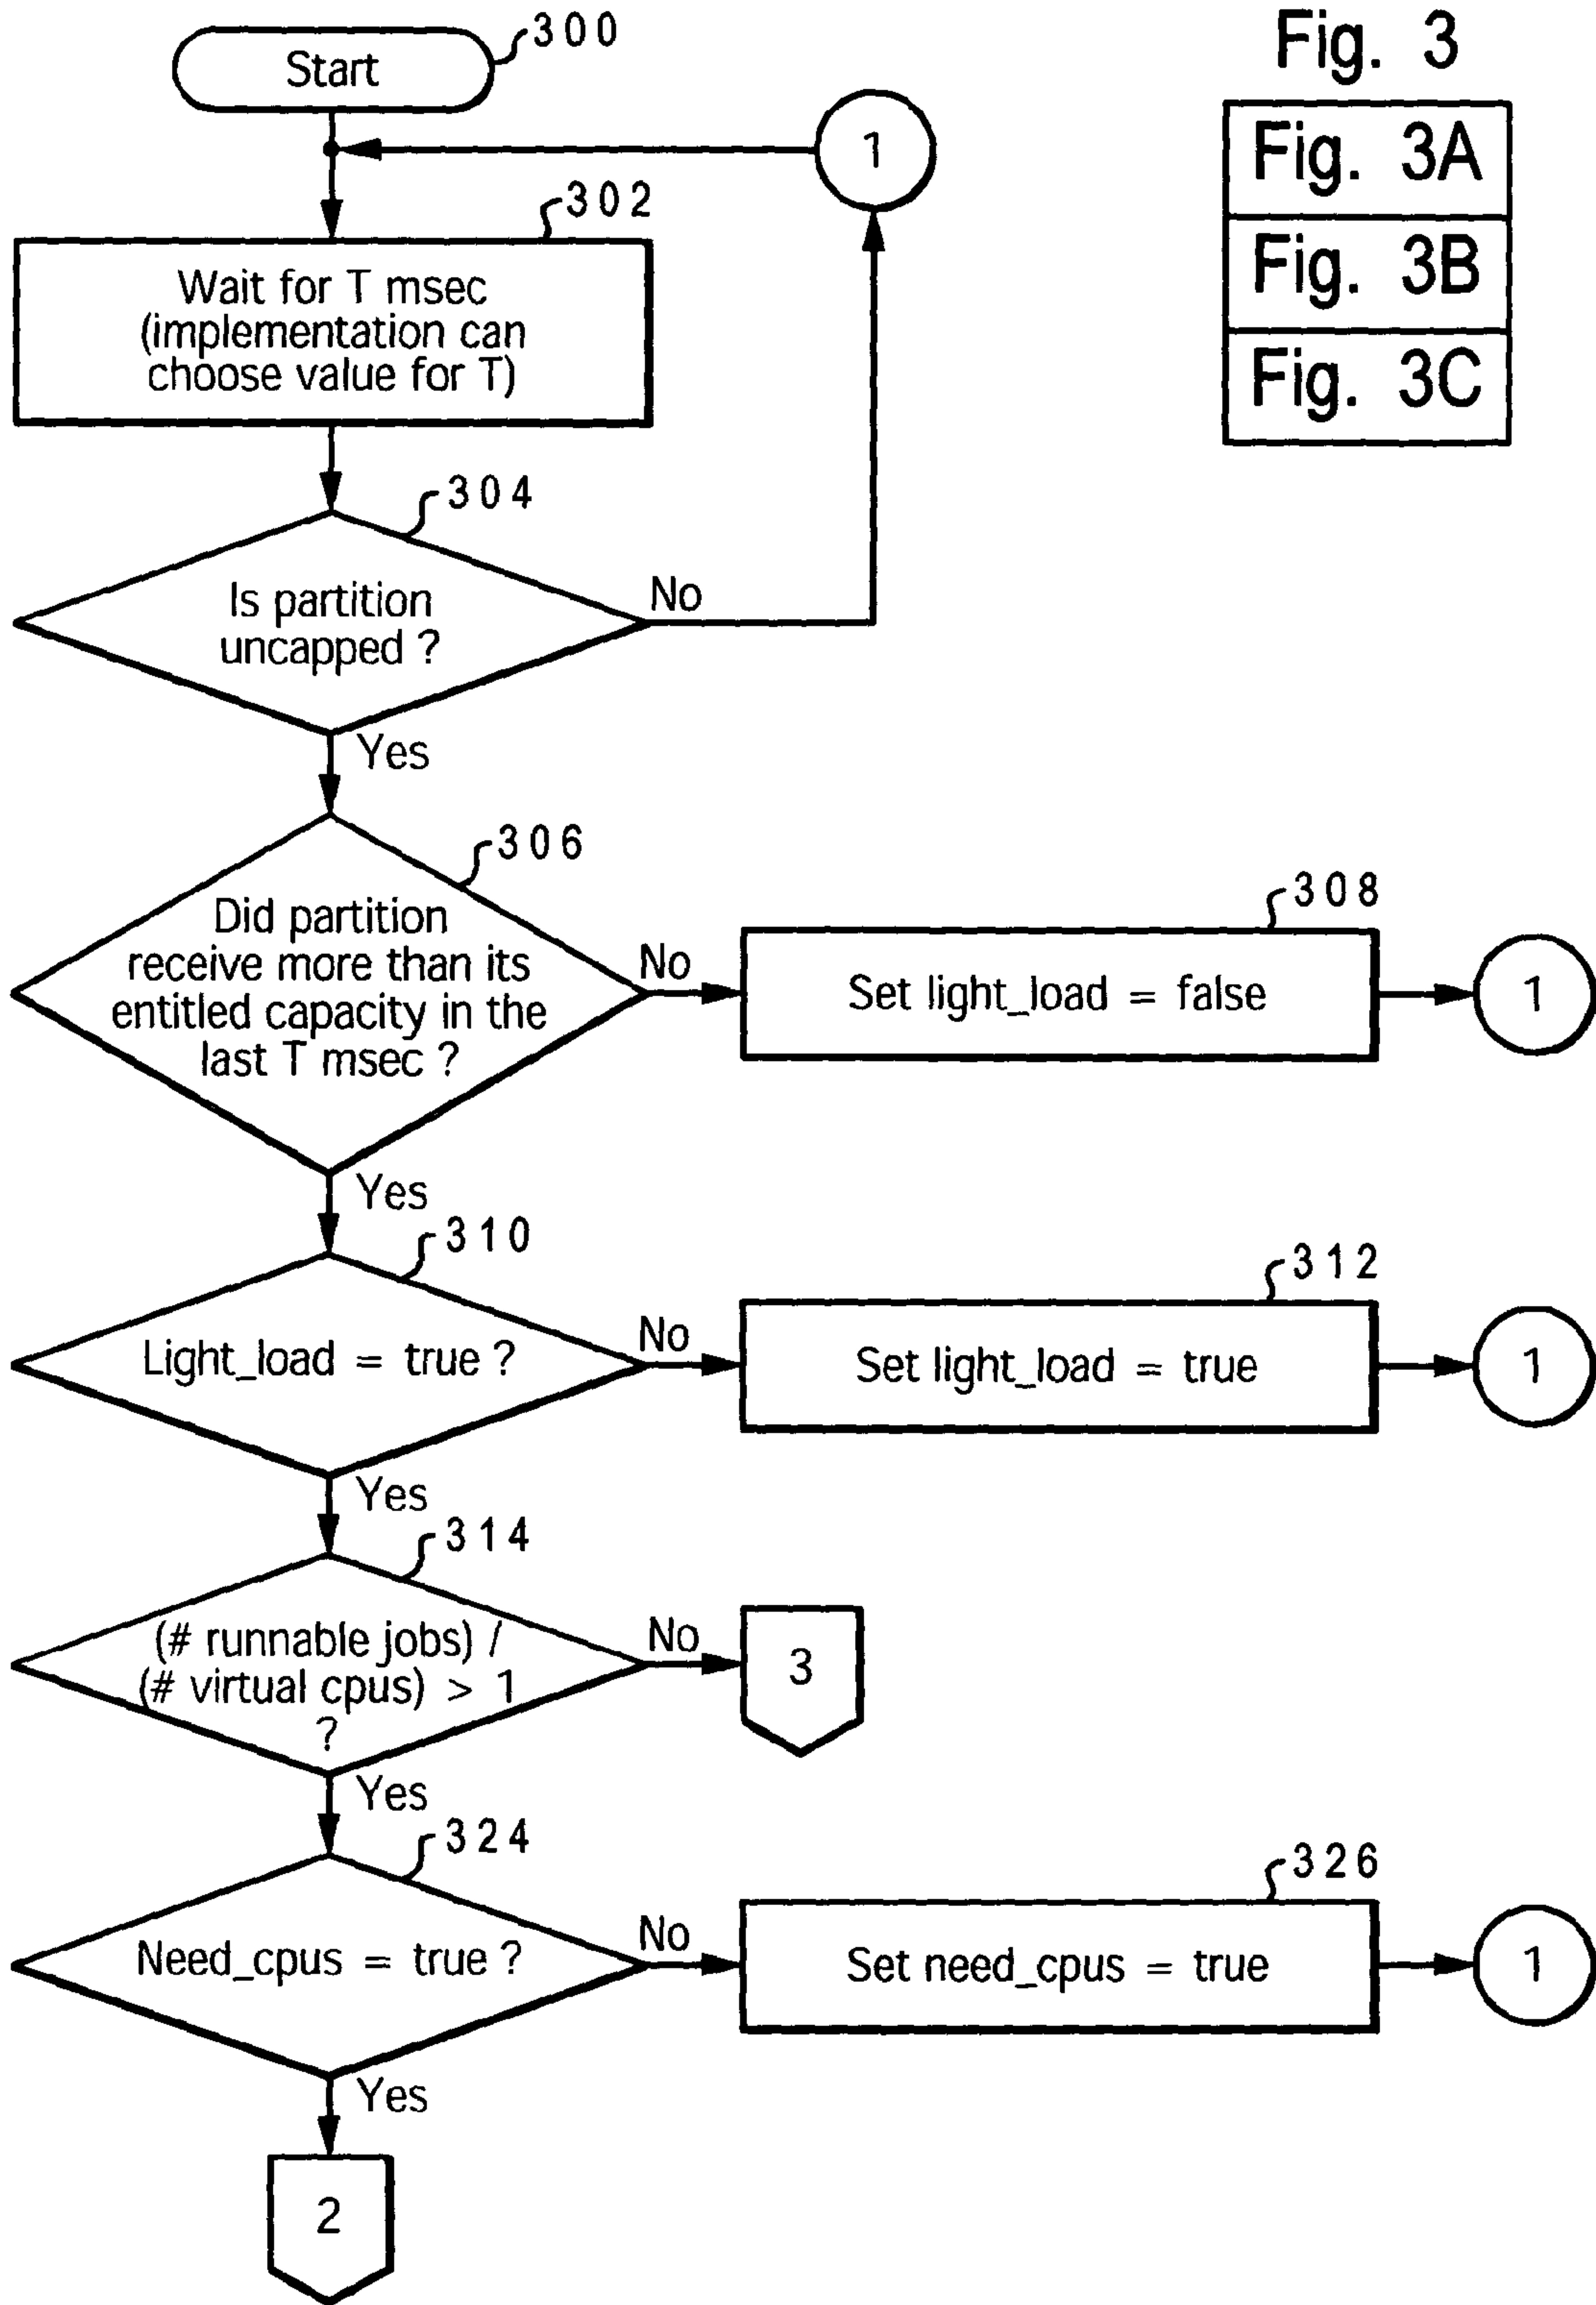 Fig. 3
Fig. 3A
Fig. 3B
Fig. 3C
300
Start
1
302
Wait for T msec
(implementation can
choose value for T)
304
Is partition
uncapped ?
No
Yes
306
Did partition
receive more than its
entitled capacity in the
last T msec ?
No
308
Set light_load = false
1
Yes
310
Light_load = true ?
No
312
Set light_load = true
1
Yes
314
(# runnable jobs) /
(# virtual cpus) > 1
?
No
3
Yes
324
Need_cpus = true ?
No
326
Set need_cpus = true
1
Yes
2